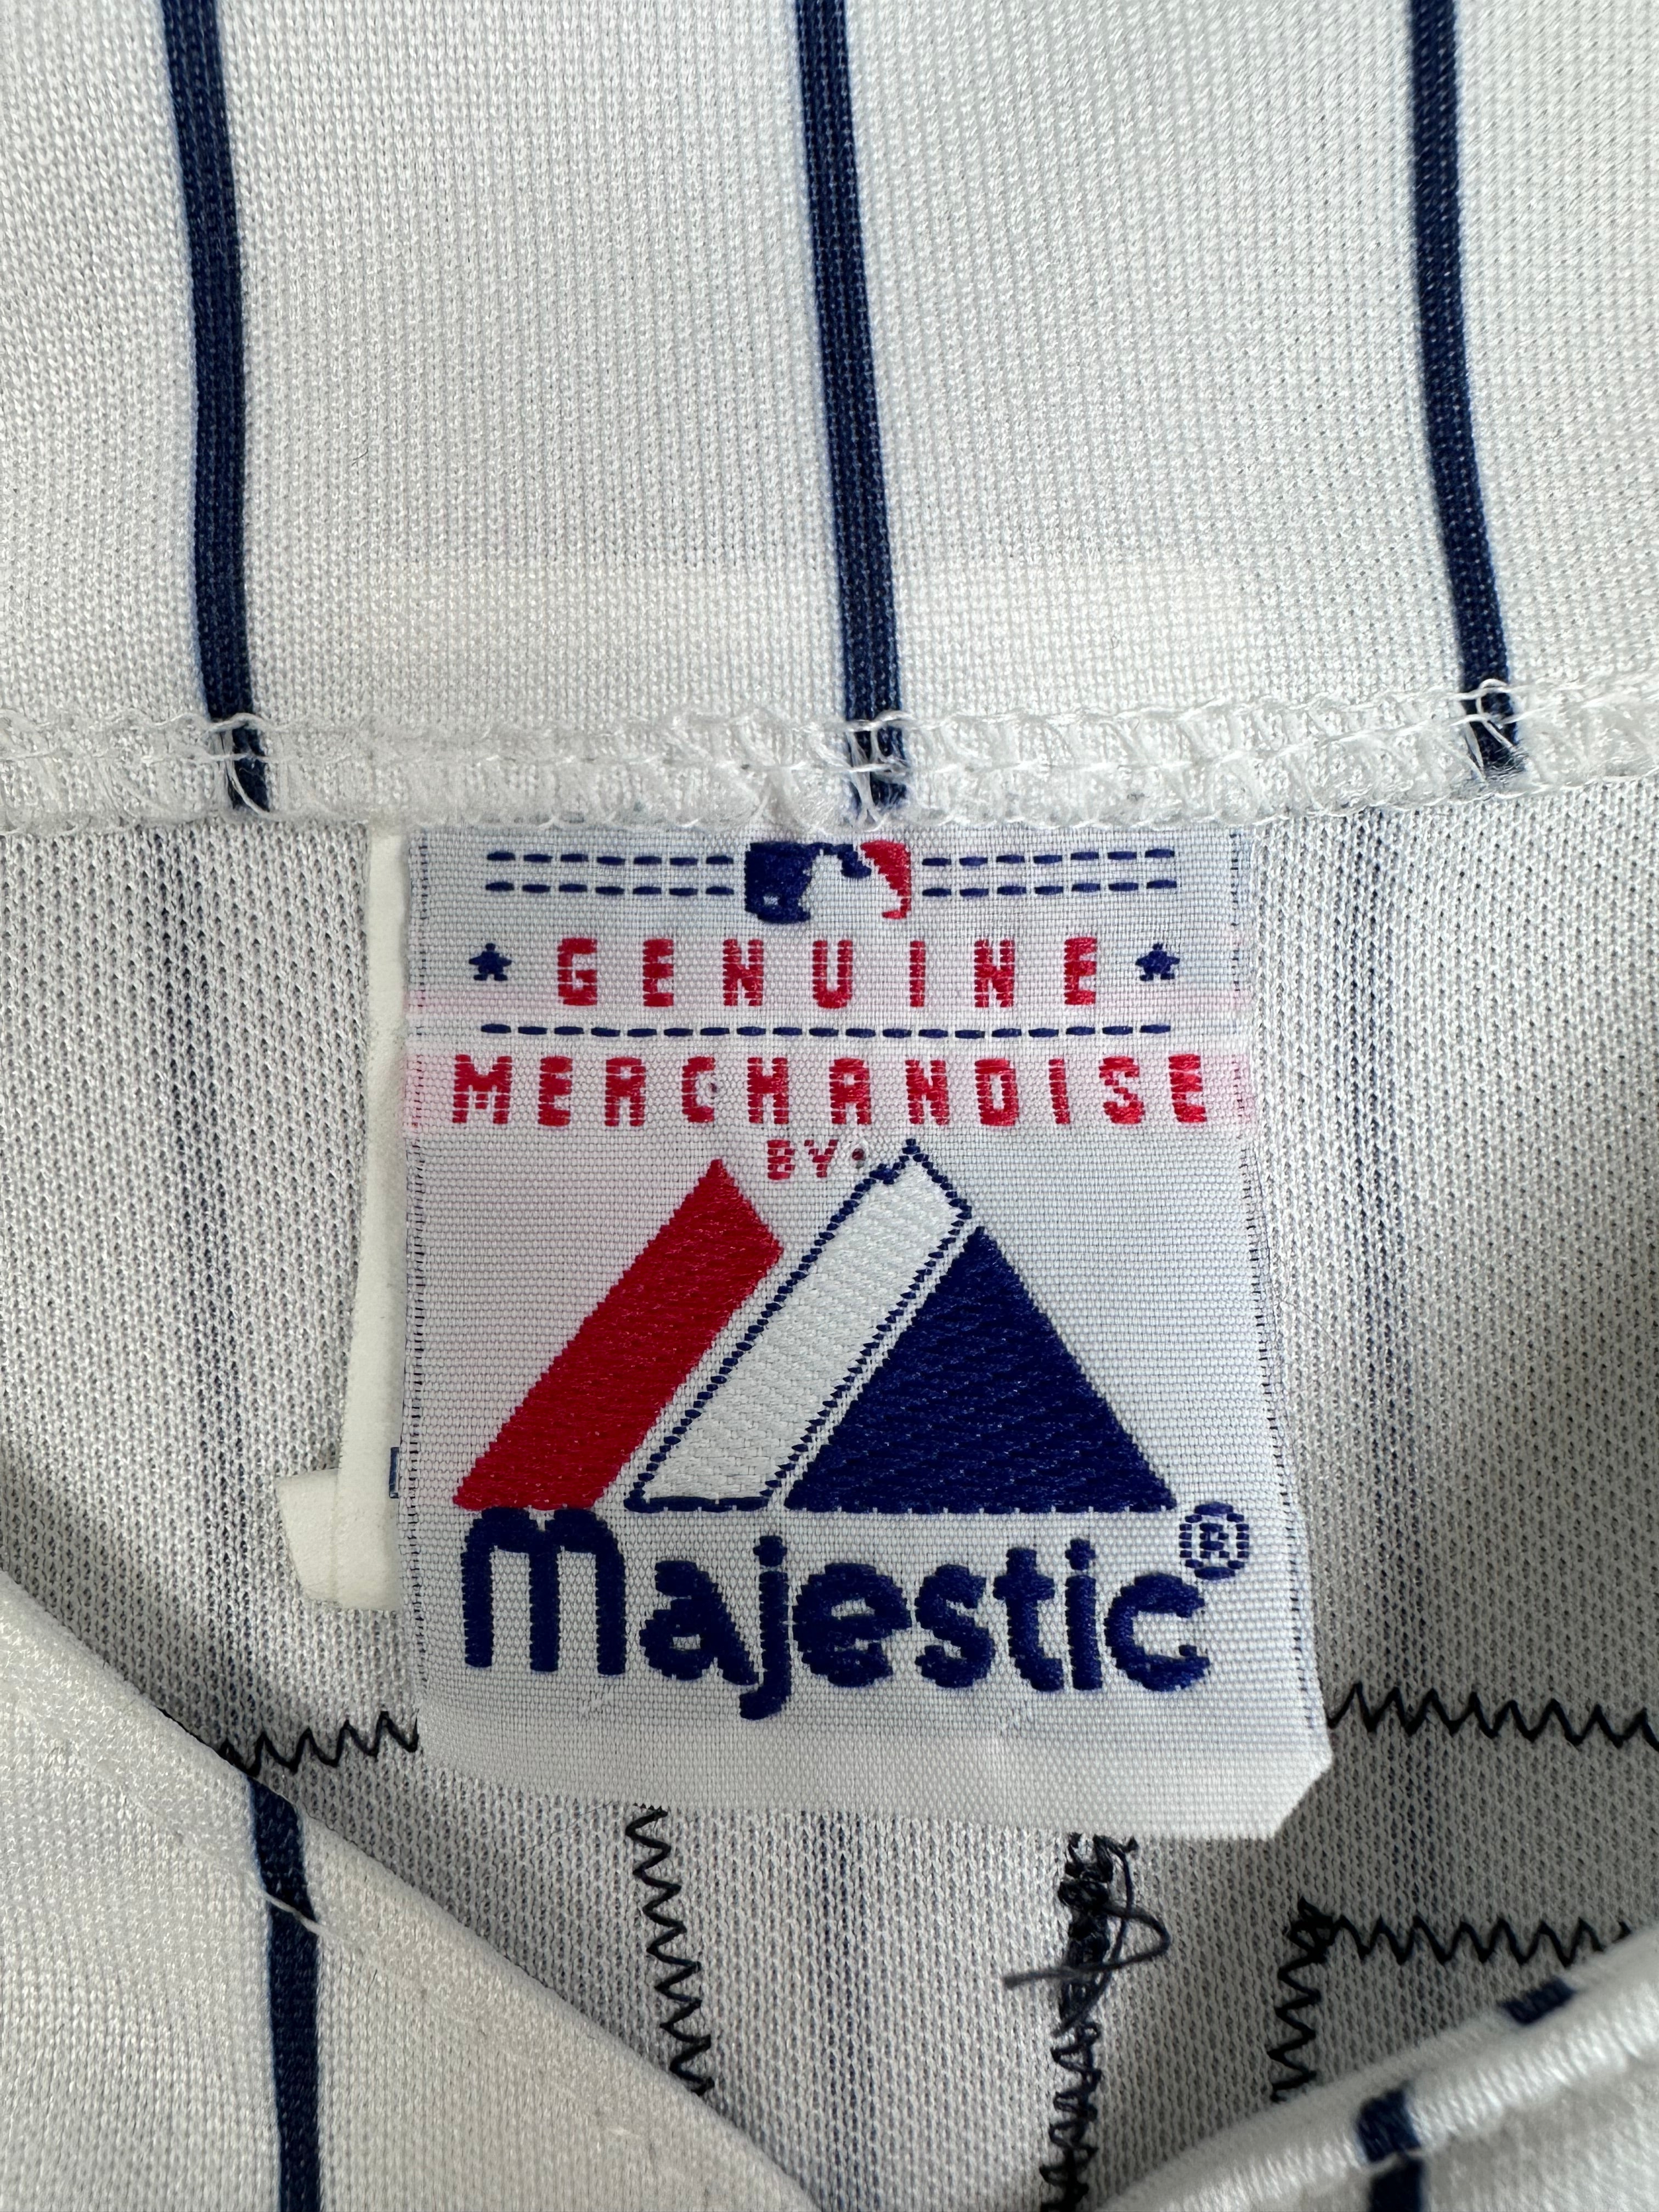 GENUINE
MERCHANDISE
BY:
Majestic®